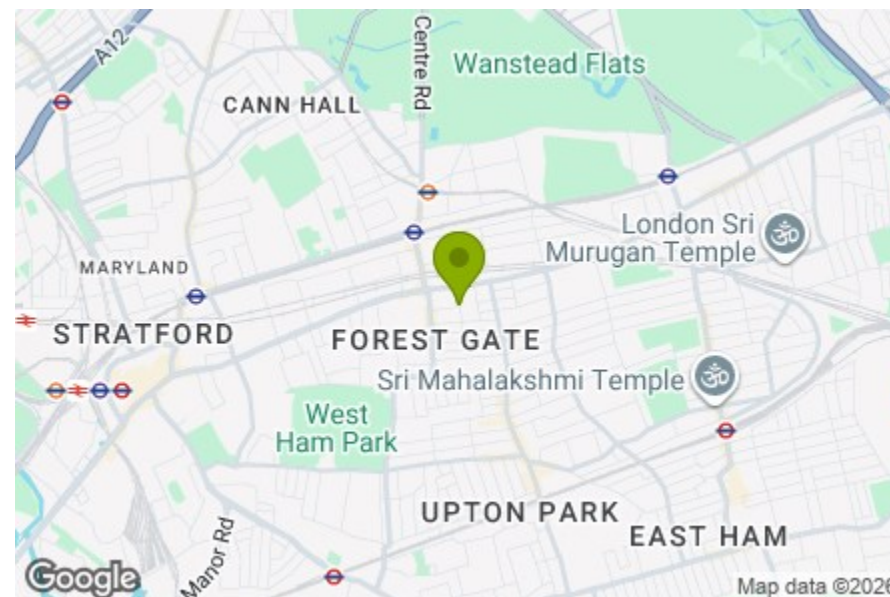 A12
Centre Rd
Wanstead Flats
CANN HALL
London Sri
Murugan Temple
MARYLAND
STRATFORD
FOREST GATE
Sri Mahalakshmi Temple
West
Ham Park
UPTON PARK
EAST HAM
Manor Rd
Google
Map data ©2026